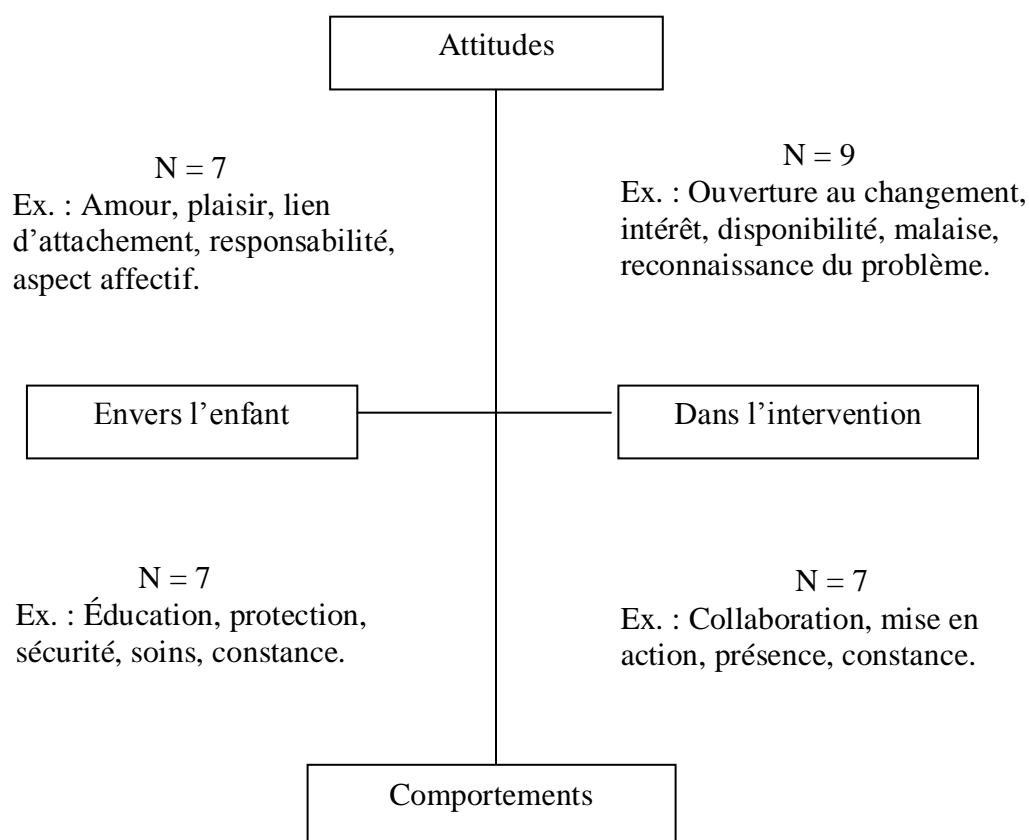 Attitudes
N = 7
Ex. : Amour, plaisir, lien
d’attachement, responsabilité,
aspect affectif.
N = 9
Ex. : Ouverture au changement,
intérêt, disponibilité, malaise,
reconnaissance du problème.
Envers l’enfant
Dans l’intervention
N = 7
Ex. : Éducation, protection,
sécurité, soins, constance.
N = 7
Ex. : Collaboration, mise en
action, présence, constance.
Comportements